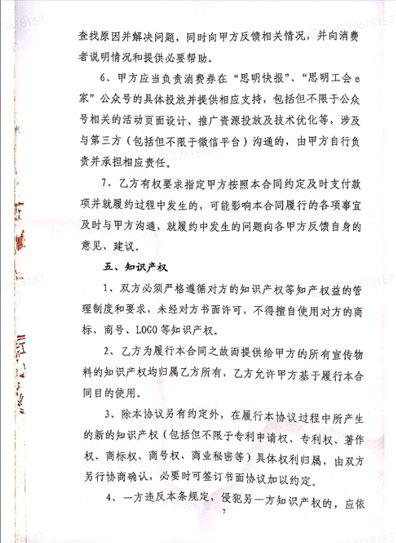 查找原因并解决问题，同时向甲方反馈相关情况，并向消费
者说明情况和提供必要帮助。
6、甲方应当负责消费券在“思明快报”、“思明工会e
家”公众号的具体投放并提供相应支持，包括但不限于公众
号相关的活动页面设计、推广资源投放及技术优化等，涉及
与第三方（包括但不限于微信平台）沟通的，由甲方自行负
责并承担相应责任。
7、乙方有权要求指定甲方按照本合同约定及时支付款
项并就履约过程中发生的，可能影响本合同履行的各项事宜
及时与甲方沟通，就履约中发生的问题向各甲方反馈自身的
意见、建议。
五、知识产权
1、双方必须严格遵循对方的知识产权等知产权益的管
理制度和要求，未经对方书面许可，不得擅自使用对方的商
标、商号、LOGO等知识产权。
2、乙方为履行本合同之故而提供给甲方的所有宣传物
料的知识产权均归属乙方所有，乙方允许甲方基于履行本合
同目的使用。
3、除本协议另有约定外，在履行本协议过程中所产生
的新的知识产权（包括但不限于专利申请权、专利权、著作
权、商标权、商号权、商业秘密等）具体权利归属，由双方
另行协商确认，必要时可签订书面协议加以约定。
4、一方违反本条规定，侵犯另一方知识产权的，应依
7